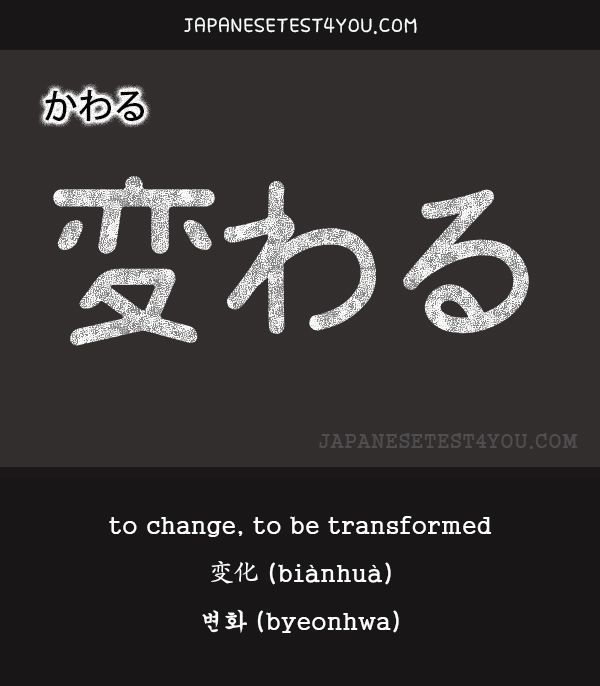 JAPANESETEST4YOU.COM
かわる
変わる
JAPANESETEST4YOU.COM
to change, to be transformed
变化 (biànhuà)
변화 (byeonhwa)